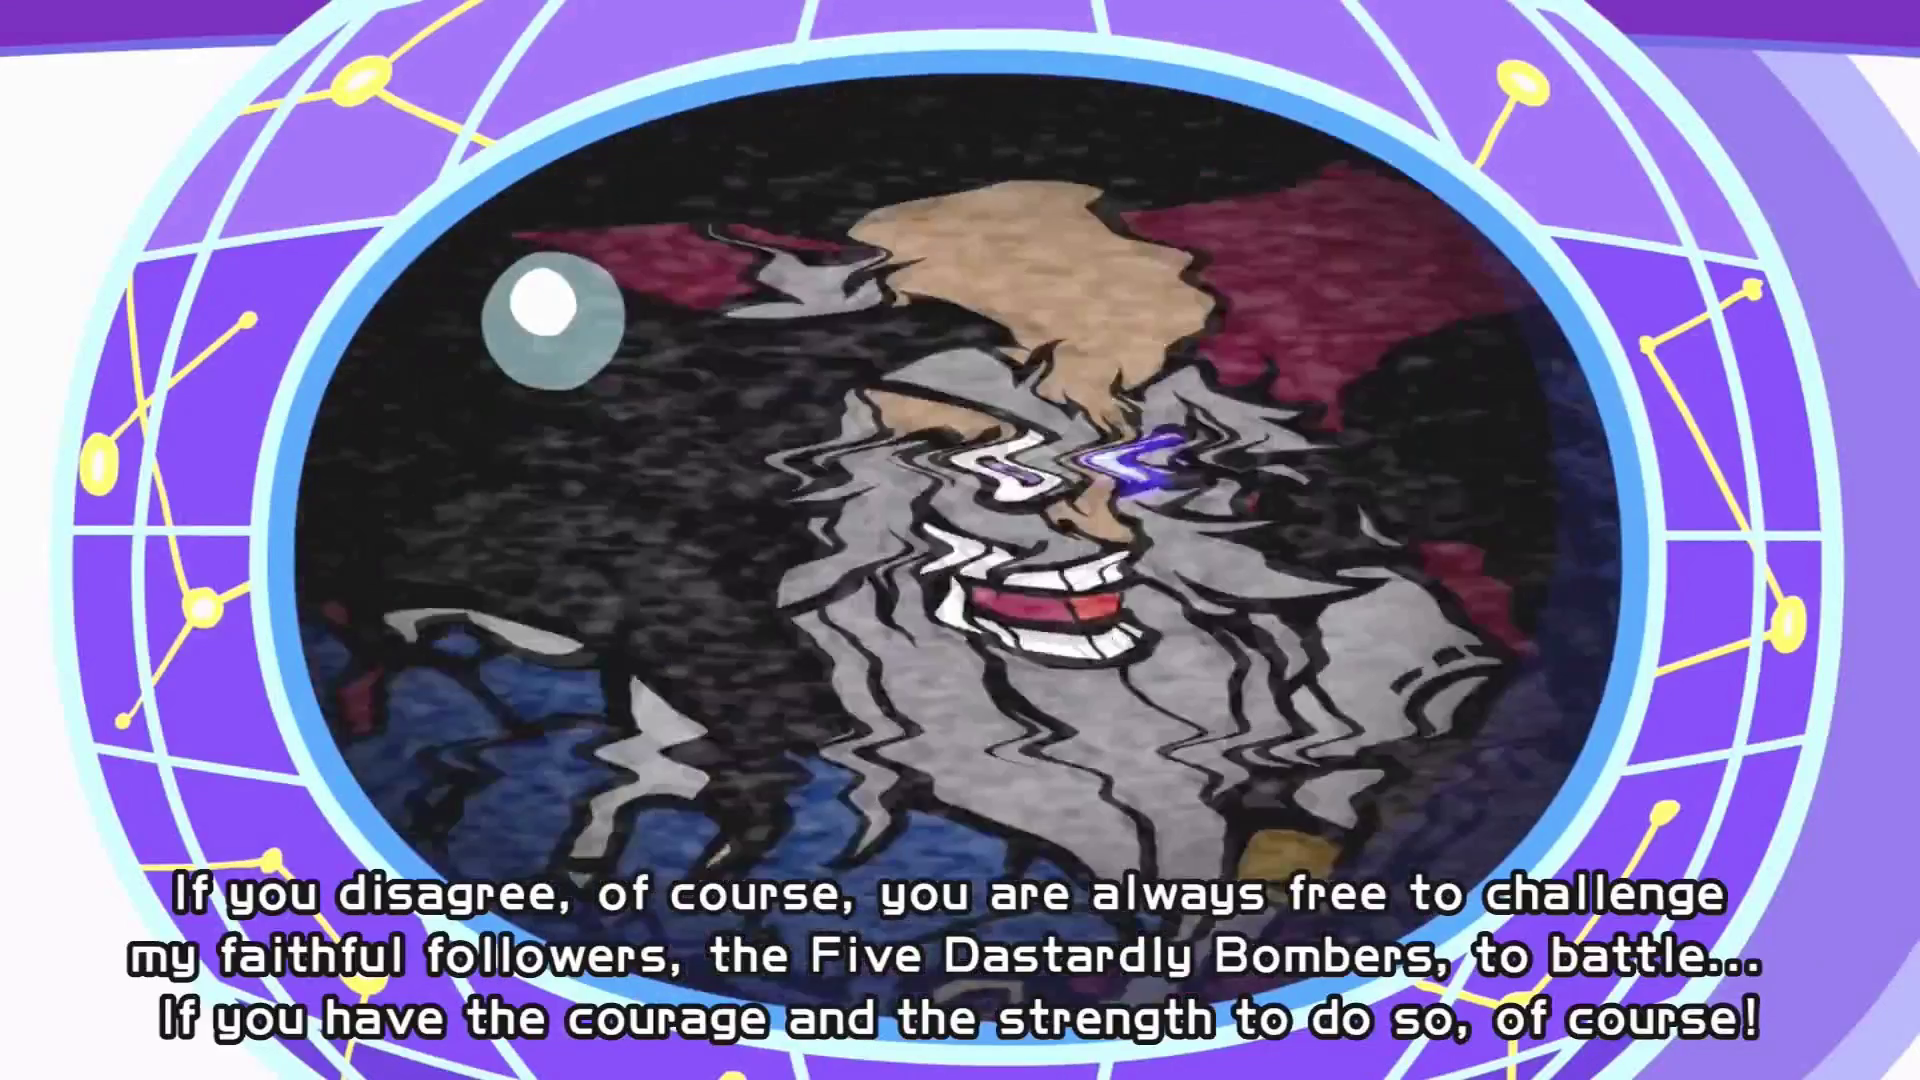 If you disagree, of course, you are always free to challenge
my faithful followers, the Five Dastardly Bombers, to battle...
If you have the courage and the strength to do so, of course!